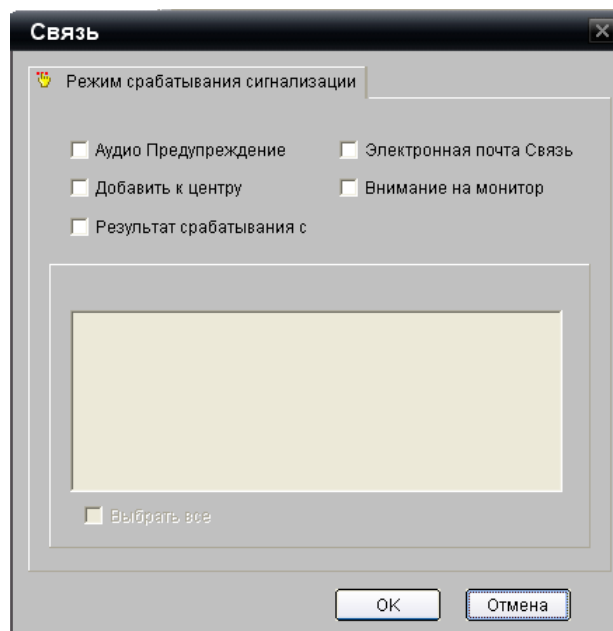 Связь
Режим срабатывания сигнализации
Аудио Предупреждение
Электронная почта Связь
Добавить к центру
Внимание на монитор
Результат срабатывания с
Выбрать все
OK
Отмена